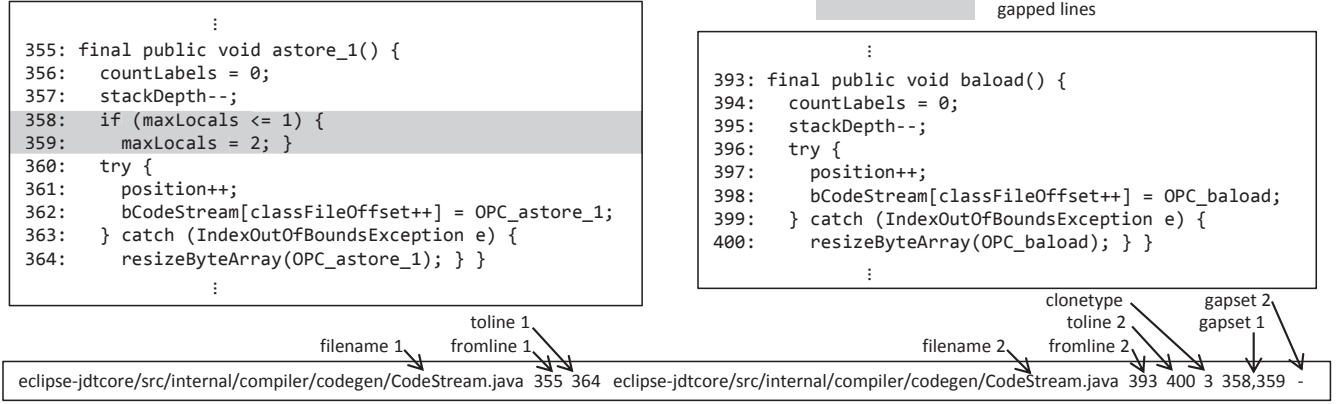 ⋮
355: final public void astore_1() {
356:   countLabels = 0;
357:   stackDepth--;
358:   if (maxLocals <= 1) {
359:     maxLocals = 2; }
360:   try {
361:     position++;
362:     bCodeStream[classFileOffset++] = OPC_astore_1;
363:   } catch (IndexOutOfBoundsException e) {
364:     resizeByteArray(OPC_astore_1); } }
⋮
gapped lines
⋮
393: final public void baload() {
394:   countLabels = 0;
395:   stackDepth--;
396:   try {
397:     position++;
398:     bCodeStream[classFileOffset++] = OPC_baload;
399:   } catch (IndexOutOfBoundsException e) {
400:     resizeByteArray(OPC_baload); } }
⋮
clonetype gapset 2
toline 1 toline 2 gapset 1
filename 1 fromline 1 filename 2 fromline 2
eclipse-jdtcore/src/internal/compiler/codegen/CodeStream.java 355 364 eclipse-jdtcore/src/internal/compiler/codegen/CodeStream.java 393 400 3 358,359 -